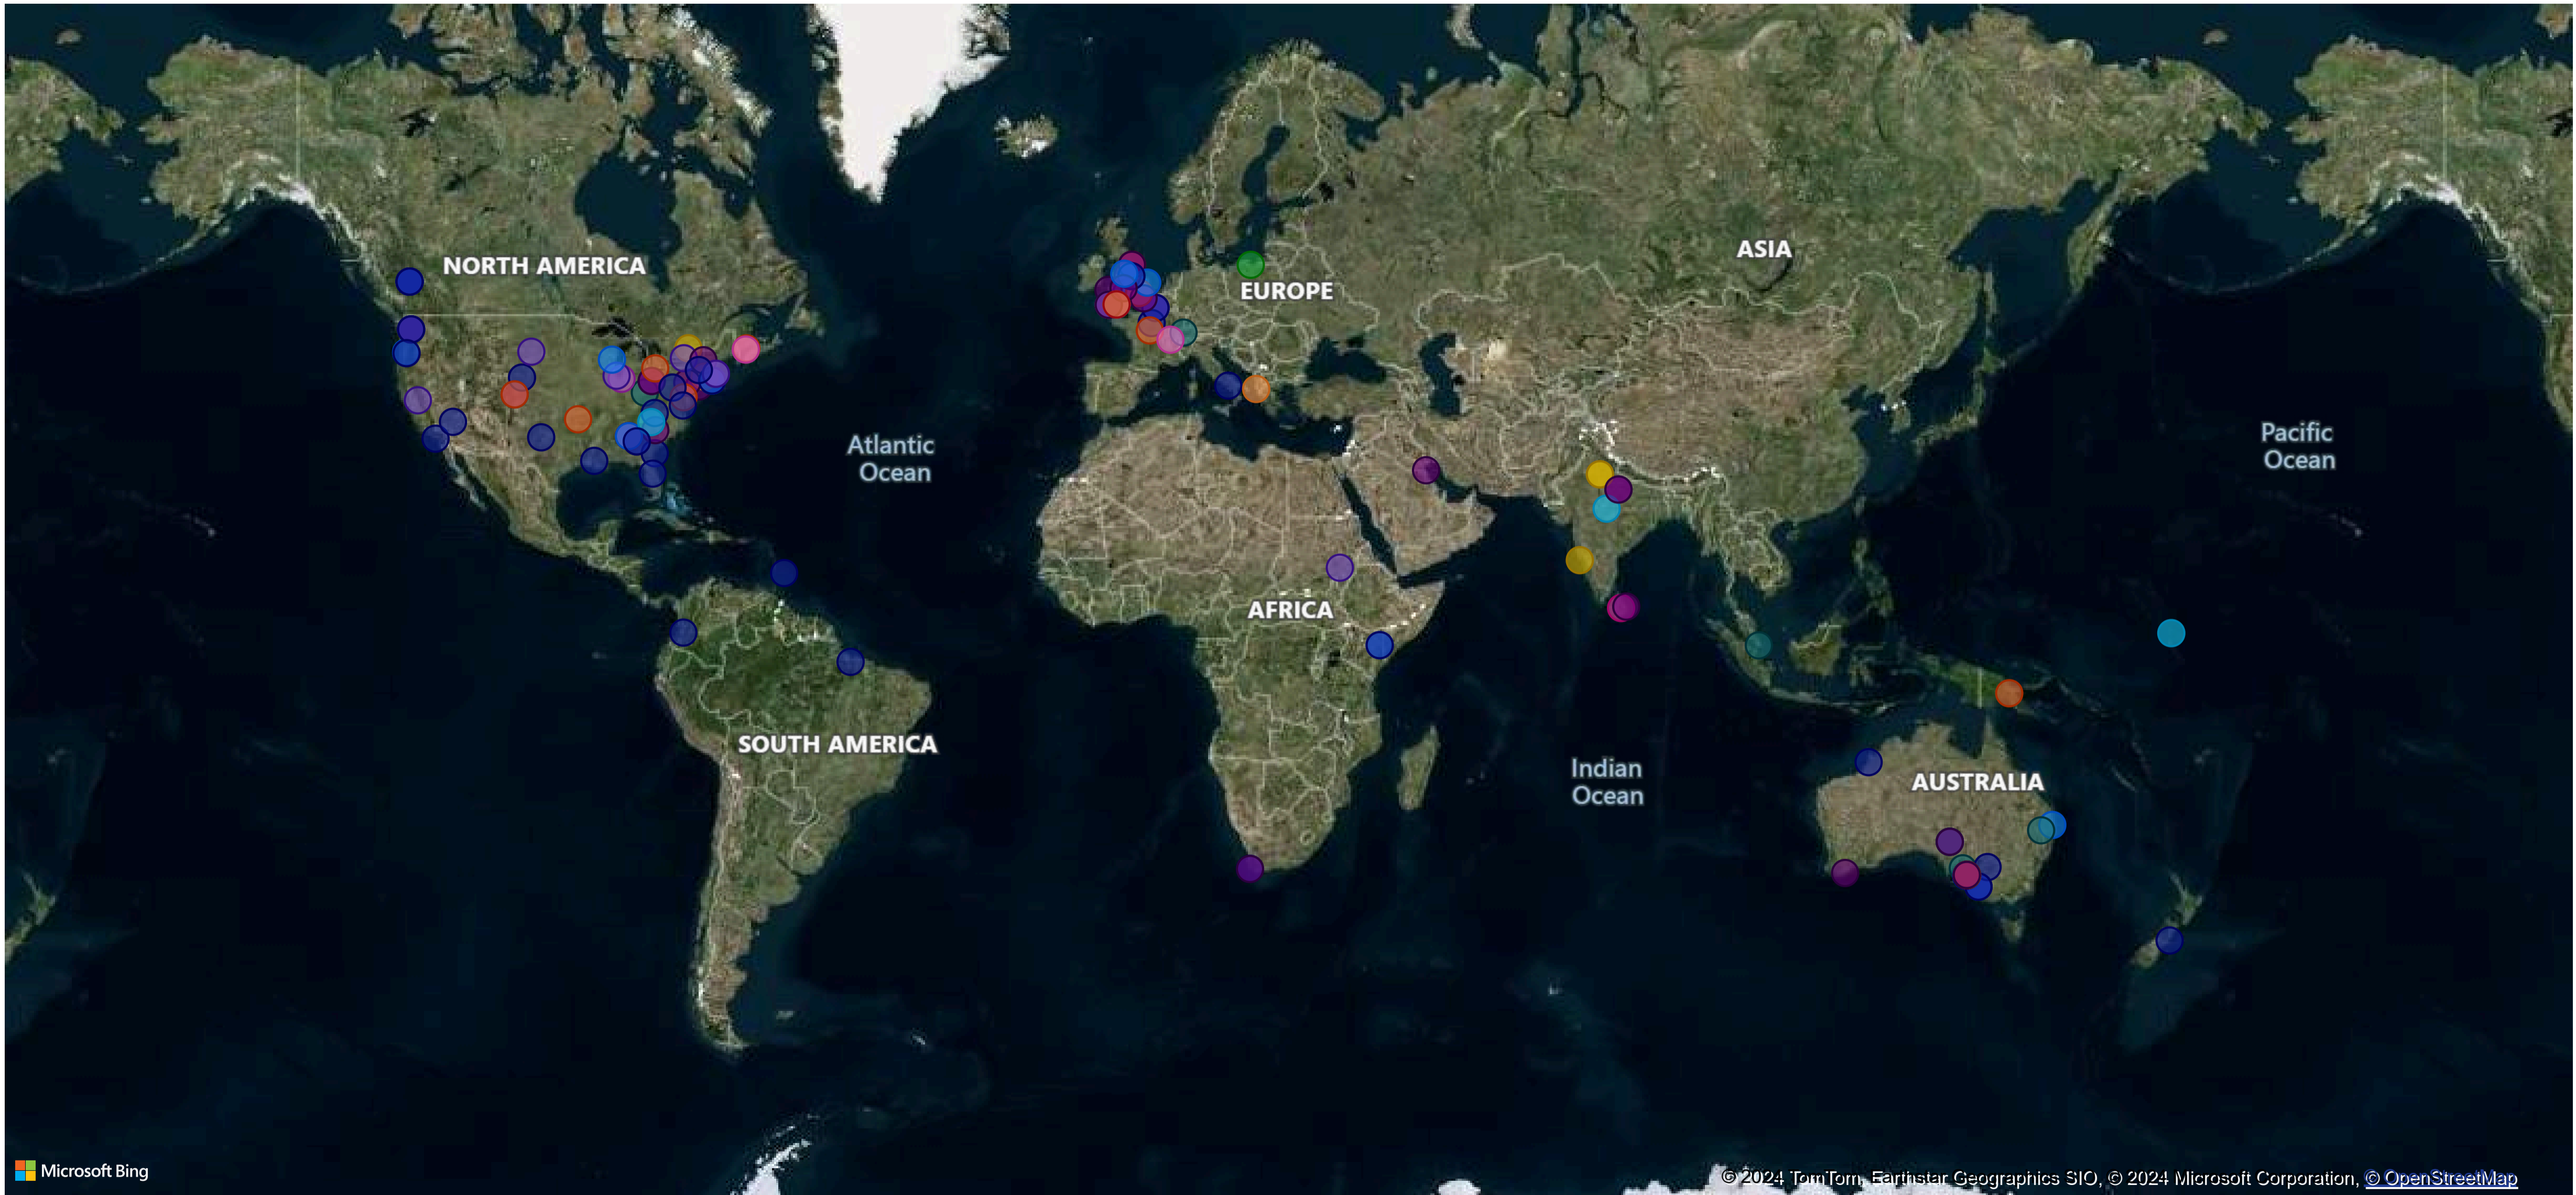 ASIA
NORTH AMERICA
EUROPE
Atlantic
Ocean
Pacific
Ocean
AFRICA
SOUTH AMERICA
Indian
Ocean
AUSTRALIA
Microsoft Bing
© 2024 TomTom, Earthstar Geographics SIO, © 2024 Microsoft Corporation, © OpenStreetMap